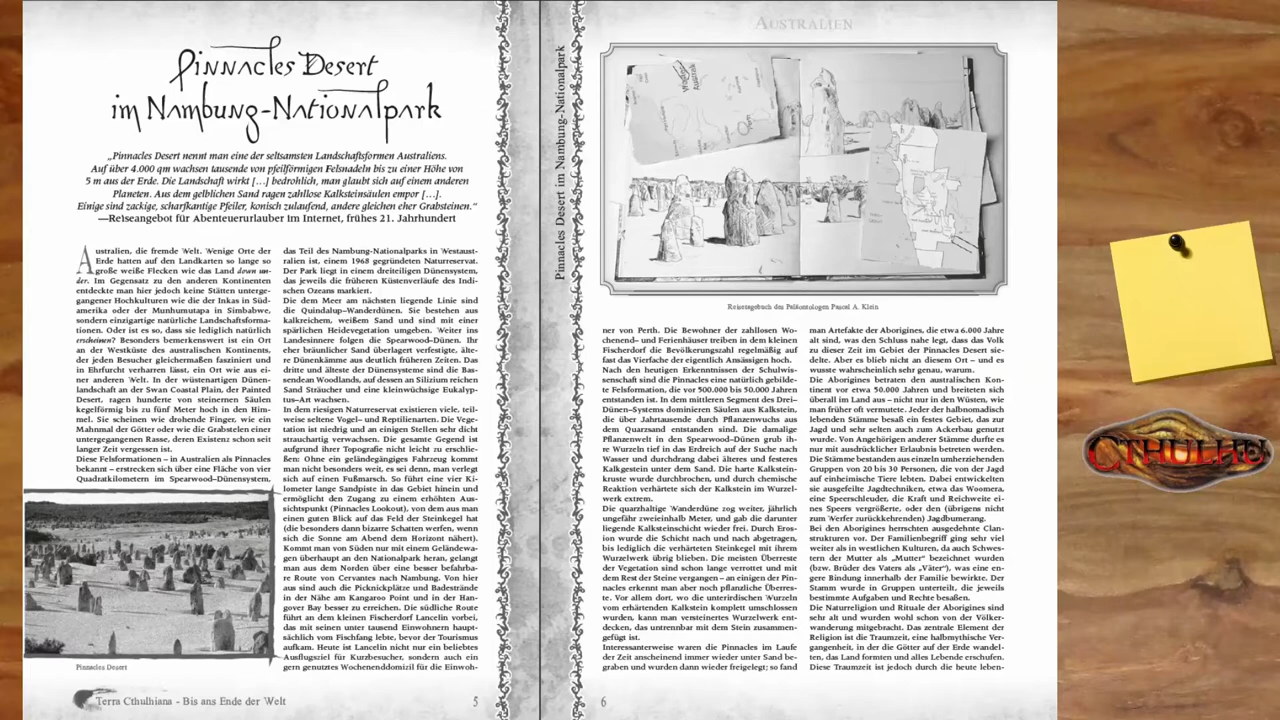 Pinnacles Desert
im Nambung-Nationalpark
„Pinnacles Desert nennt man eine der seltsamsten Landschaftsformen Australiens.
Auf über 4.000 qm wachsen tausende von pfeilförmigen Felsnadeln bis zu einer Höhe von
5 m aus der Erde. Die Landschaft wirkt […] bedrohlich, man glaubt sich auf einem anderen
Planeten. Aus dem gelblichen Sand ragen zahllose Kalksteinsäulen empor […].
Einige sind zackige, scharfkantige Pfeiler, konisch zulaufend, andere gleichen eher Grabsteinen.“
—Reiseangebot für Abenteuerurlauber im Internet, frühes 21. Jahrhundert
Australien, die fremde Welt. Wenige Orte der
Erde hatten auf den Landkarten so lange so
große weiße Flecken wie das Land down un-
der. Im Gegensatz zu den anderen Kontinenten
entdeckte man hier jedoch keine Stätten unterge-
gangener Hochkulturen wie die der Inkas in Süd-
amerika oder der Munhumutapa in Simbabwe,
sondern einzigartige natürliche Landschaftsforma-
tionen. Oder ist es so, dass sie lediglich natürlich
erscheinen? Besonders bemerkenswert ist ein Ort
an der Westküste des australischen Kontinents,
der jeden Besucher gleichermaßen fasziniert und
in Ehrfurcht verharren lässt, ein Ort wie aus ei-
ner anderen Welt. In der wüstenartigen Dünen-
landschaft an der Swan Coastal Plain, der Painted
Desert, ragen hunderte von steinernen Säulen
kegelförmig bis zu fünf Meter hoch in den Him-
mel. Sie scheinen wie drohende Finger, wie ein
Mahnmal der Götter oder wie die Grabstelen einer
untergegangenen Rasse, deren Existenz schon seit
langer Zeit vergessen ist.
Diese Felsformationen – in Australien als Pinnacles
bekannt – erstrecken sich über eine Fläche von vier
Quadratkilometern im Spearwood–Dünensystem,
Pinnacles Desert
das Teil des Nambung-Nationalparks in Westaust-
ralien ist, einem 1968 gegründeten Naturreservat.
Der Park liegt in einem dreiteiligen Dünensystem,
das jeweils die früheren Küstenverläufe des Indi-
schen Ozeans markiert.
Die dem Meer am nächsten liegende Linie sind
die Quindalup–Wanderdünen. Sie bestehen aus
kalkreichem, weißem Sand und sind mit einer
spärlichen Heidevegetation umgeben. Weiter ins
Landesinnere folgen die Spearwood–Dünen. Ihr
eher bräunlicher Sand überlagert verfestigte, älte-
re Dünenkämme aus deutlich früheren Zeiten. Das
dritte und älteste der Dünensysteme sind die Bas-
sendean Woodlands, auf dessen an Silizium reichen
Sand Sträucher und eine kleinwüchsige Eukalyp-
tus–Art wachsen.
In dem riesigen Naturreservat existieren viele, teil-
weise seltene Vogel– und Reptilienarten. Die Vege-
tation ist niedrig und an einigen Stellen sehr dicht
strauchartig verwachsen. Die gesamte Gegend ist
aufgrund ihrer Topografie nicht leicht zu erschlie-
ßen: Ohne ein geländegängiges Fahrzeug kommt
man nicht besonders weit, es sei denn, man verlegt
sich auf einen Fußmarsch. So führt eine vier Ki-
lometer lange Sandpiste in das Gebiet hinein und
ermöglicht den Zugang zu einem erhöhten Aus-
sichtspunkt (Pinnacles Lookout), von dem aus man
einen guten Blick auf das Feld der Steinkegel hat
(die besonders dann bizarre Schatten werfen, wenn
sich die Sonne am Abend dem Horizont nähert).
Kommt man von Süden nur mit einem Geländewa-
gen überhaupt an den Nationalpark heran, gelangt
man aus dem Norden über eine besser befahrba-
re Route von Cervantes nach Nambung. Von hier
aus sind auch die Picknickplätze und Badestrände
in der Nähe am Kangaroo Point und in der Han-
gover Bay besser zu erreichen. Die südliche Route
führt an dem kleinen Fischerdorf Lancelin vorbei,
das mit seinen unter tausend Einwohnern haupt-
sächlich vom Fischfang lebte, bevor der Tourismus
aufkam. Heute ist Lancelin nicht nur ein beliebtes
Ausflugsziel für Kurzbesucher, sondern auch ein
gern genutztes Wochenenddomizil für die Einwoh-
Terra Cthulhiana - Bis ans Ende der Welt
5
Pinnacles Desert im Nambung-Nationalpark
Australien
Reisetagebuch des Paläontologen Pascal A. Klein
ner von Perth. Die Bewohner der zahllosen Wo-
chenend– und Ferienhäuser treiben in dem kleinen
Fischerdorf die Bevölkerungszahl regelmäßig auf
fast das Vierfache der eigentlich Ansässigen hoch.
Nach den heutigen Erkenntnissen der Schulwis-
senschaft sind die Pinnacles eine natürlich gebilde-
te Felsformation, die vor 500.000 bis 50.000 Jahren
entstanden ist. In dem mittleren Segment des Drei–
Dünen–Systems dominieren Säulen aus Kalkstein,
die über Jahrtausende durch Pflanzwuchs aus
dem Quarzsand entstanden sind. Die damalige
Pflanzenwelt in den Spearwood–Dünen grub ih-
re Wurzeln tief in das Erdreich auf der Suche nach
Wasser und durchdrang dabei älteres und festeres
Kalkgestein unter dem Sand. Die harte Kalkstein-
kruste wurde durchbrochen, und durch chemische
Reaktion verhärtete sich der Kalkstein im Wurzel-
werk extrem.
Die quarzhaltige Wanderdüne zog weiter, jährlich
ungefähr zweieinhalb Meter, und gab die darunter
liegende Kalksteinschicht wieder frei. Durch Eros-
ion wurde die Schicht nach und nach abgetragen,
bis lediglich die verhärteten Steinkegel mit ihrem
Wurzelwerk übrig blieben. Die meisten Überreste
der Vegetation sind schon lange verrottet und mit
dem Rest der Steine vergangen – an einigen der Pin-
nacles erkennt man aber noch pflanzliche Überres-
te. Vor allem dort, wo die unterirdischen Wurzeln
vom erhärtenden Kalkstein komplett umschlossen
wurden, kann man versteinertes Wurzelwerk ent-
decken, das untrennbar mit dem Stein zusammen-
gefügt ist.
Interessanterweise waren die Pinnacles im Laufe
der Zeit anscheinend immer wieder unter Sand be-
graben und wurden dann wieder freigelegt; so fand
man Artefakte der Aborigines, die etwa 6.000 Jahre
alt sind, was den Schluss nahe legt, dass das Volk
zu dieser Zeit im Gebiet der Pinnacles Desert sie-
delte. Aber es blieb nicht an diesem Ort – und es
wusste wahrscheinlich sehr genau, warum.
Die Aborigines betraten den australischen Kon-
tinent vor etwa 50.000 Jahren und breiteten sich
überall im Land aus – nicht nur in den Wüsten, wie
man früher oft vermutete. Jeder der halbnomadisch
lebenden Stämme besaß ein festes Gebiet, das zur
Jagd und sehr selten auch zum Ackerbau genutzt
wurde. Von Angehörigen anderer Stämme durfte es
nur mit ausdrücklicher Erlaubnis betreten werden.
Die Stämme bestanden aus einzeln umherziehenden
Gruppen von 20 bis 30 Personen, die von der Jagd
auf einheimische Tiere lebten. Dabei entwickelten
sie ausgefeilte Jagdtechniken, etwa das Woomera,
eine Speerschleuder, die Kraft und Reichweite ei-
nes Speers vergrößerte, oder den (übrigens nicht
zum Werfer zurückkehrenden) Jagdbumerang.
Bei den Aborigines herrschten ausgedehnte Clan-
strukturen vor. Der Familienbegriff ging sehr viel
weiter als in westlichen Kulturen, da auch Schwes-
tern der Mutter als „Mutter“ bezeichnet wurden
(bzw. Brüder des Vaters als „Väter“), was eine en-
gere Bindung innerhalb der Familie bewirkte. Der
Stamm wurde in Gruppen unterteilt, die jeweils
bestimmte Aufgaben und Rechte besaßen.
Die Naturreligion und Rituale der Aborigines sind
sehr alt und wurden wohl schon von der Völker-
wanderung mitgebracht. Das zentrale Element der
Religion ist die Traumzeit, eine halbmythische Ver-
gangenheit, in der die Götter auf der Erde wandel-
ten, das Land formten und alles Lebende erschufen.
Diese Traumzeit ist jedoch durch die heute leben-
6
CTHULHU